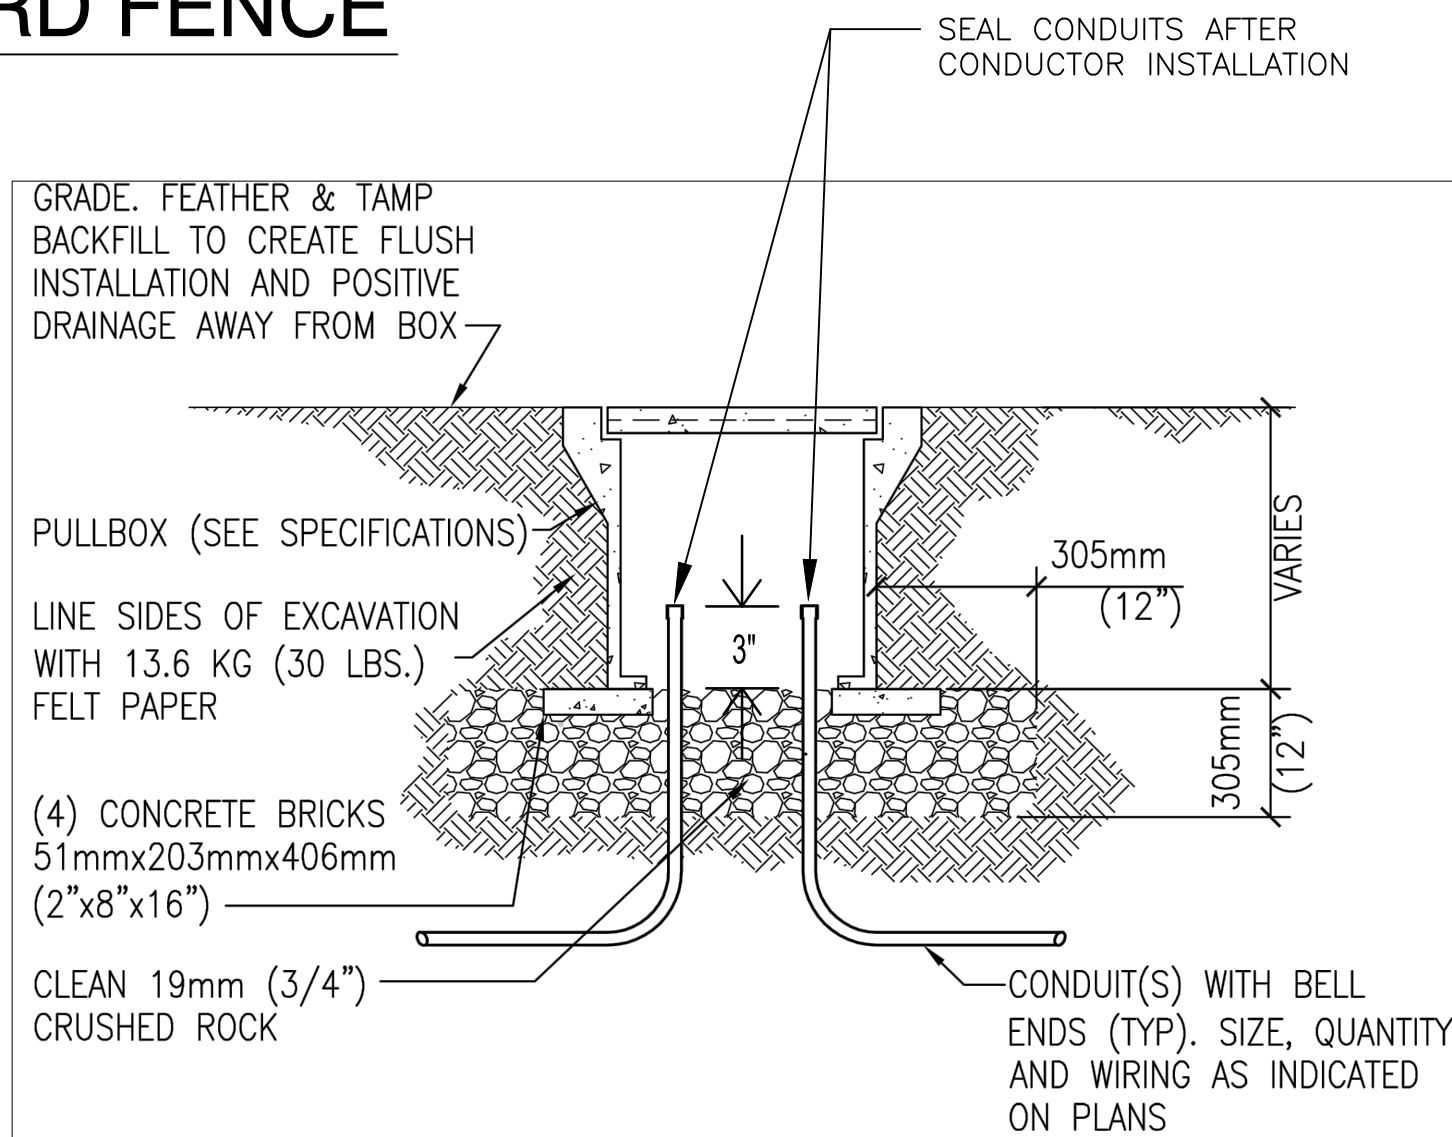 RD FENCE
SEAL CONDUITS AFTER
CONDUCTOR INSTALLATION
GRADE. FEATHER & TAMP
BACKFILL TO CREATE FLUSH
INSTALLATION AND POSITIVE
DRAINAGE AWAY FROM BOX
PULLBOX (SEE SPECIFICATIONS)
LINE SIDES OF EXCAVATION
WITH 13.6 KG (30 LBS.)
FELT PAPER
(4) CONCRETE BRICKS
51mmx203mmx406mm
(2"x8"x16")
CLEAN 19mm (3/4")
CRUSHED ROCK
3"
305mm
(12")
VARIES
305mm
(12")
CONDUIT(S) WITH BELL
ENDS (TYP). SIZE, QUANTITY
AND WIRING AS INDICATED
ON PLANS